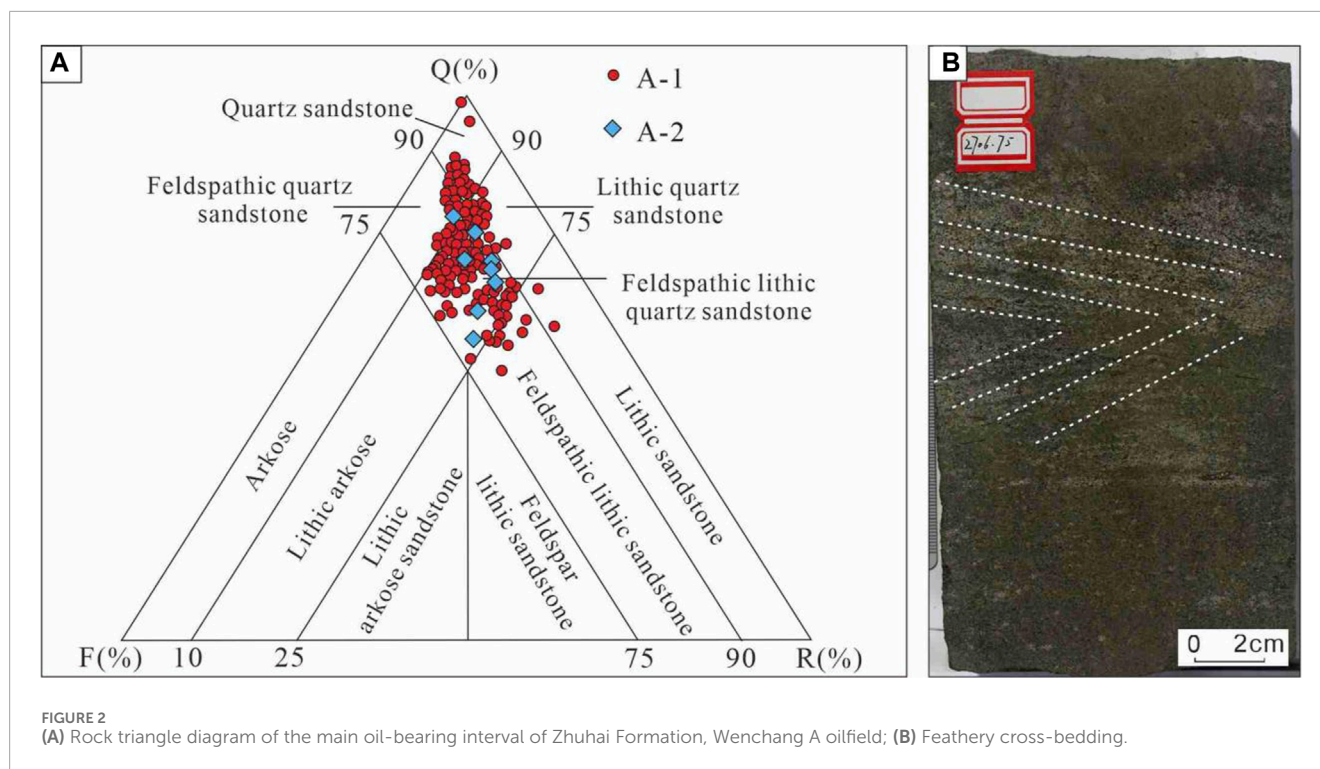 A
Q(%)
A-1
A-2
Quartz sandstone
90
90
Feldspathic quartz
sandstone
75
Lithic quartz
sandstone
75
Feldspathic lithic
quartz sandstone
Arkose
Lithic arkose
Lithic
arkose sandstone
Feldspar
lithic sandstone
Feldspathic lithic sandstone
Lithic sandstone
F(%)
10
25
75
90
R(%)
B
2706.75
0 2cm
FIGURE 2
(A) Rock triangle diagram of the main oil-bearing interval of Zhuhai Formation, Wenchang A oilfield; (B) Feathery cross-bedding.